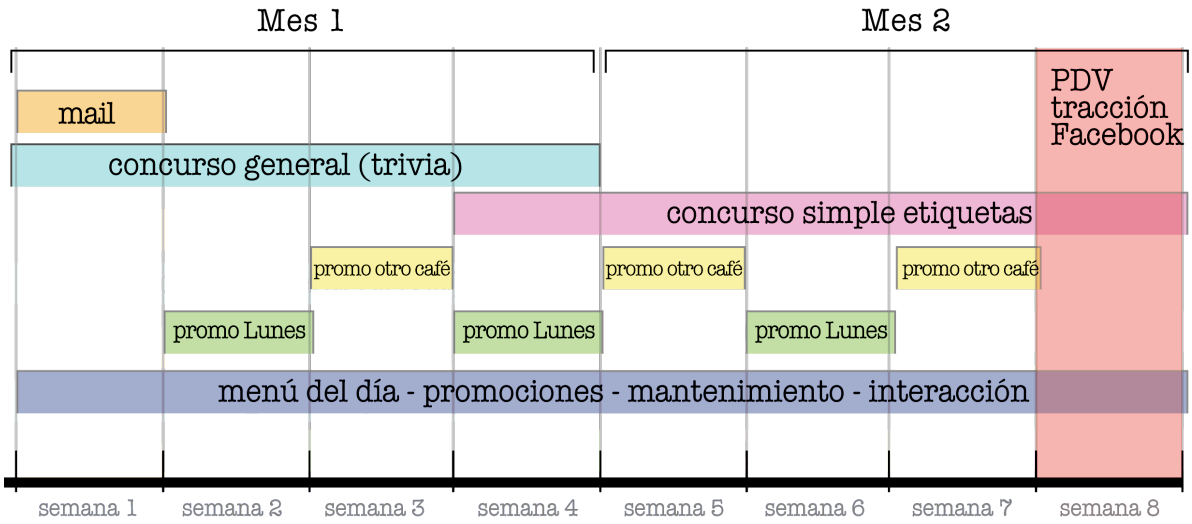 Mes 1
Mes 2
PDV
tracción
Facebook
mail
concurso general (trivia)
concurso simple etiquetas
promo otro café
promo otro café
promo otro café
promo Lunes
promo Lunes
promo Lunes
menú del día - promociones - mantenimiento - interacción
semana 1
semana 2
semana 3
semana 4
semana 5
semana 6
semana 7
semana 8